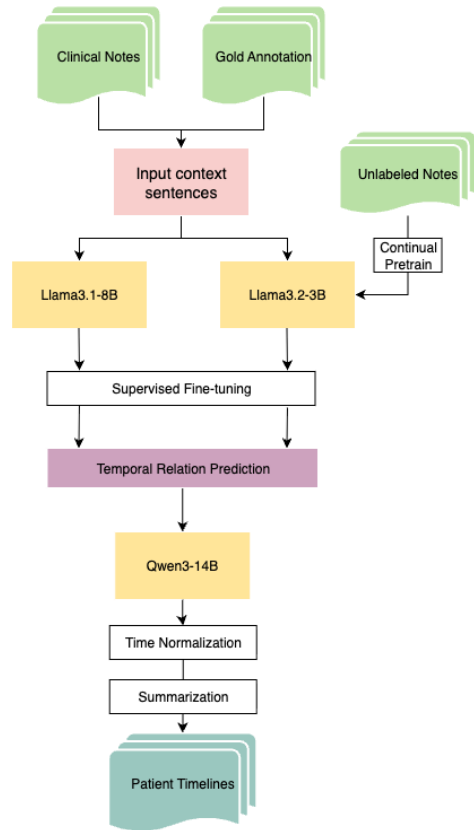 Clinical Notes
Gold Annotation
Input context
sentences
Unlabeled Notes
Continual
Pretrain
Llama3.1-8B
Llama3.2-3B
Supervised Fine-tuning
Temporal Relation Prediction
Qwen3-14B
Time Normalization
Summarization
Patient Timelines